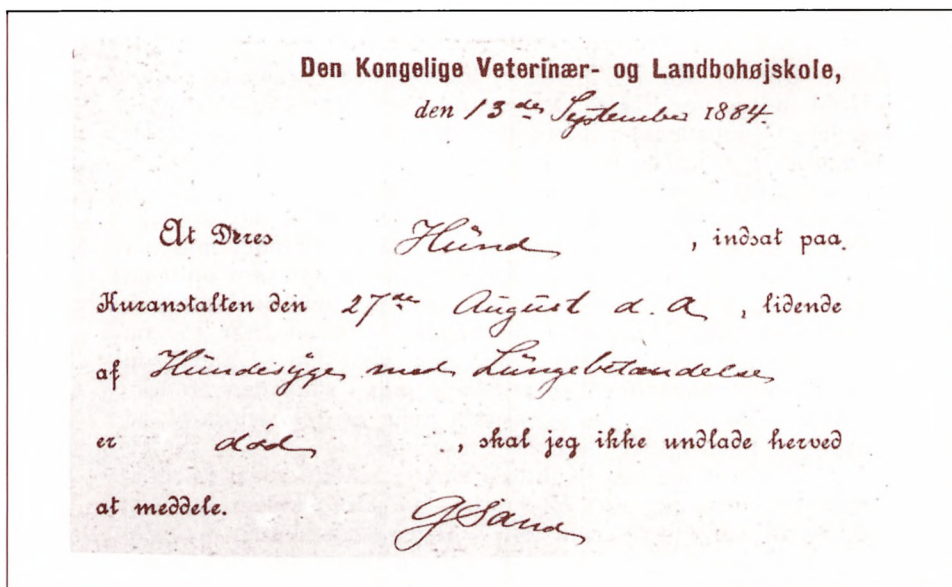 Den Kongelige Veterinær- og Landbohøjskole,
den 13de September 1884.
At Deres Hund, indsat paa
Kuranstalten den 27de August d. A, lidende
af Hundesyge med Lungebetændelse
er død, skal jeg ikke undlade herved
at meddele.
GSand